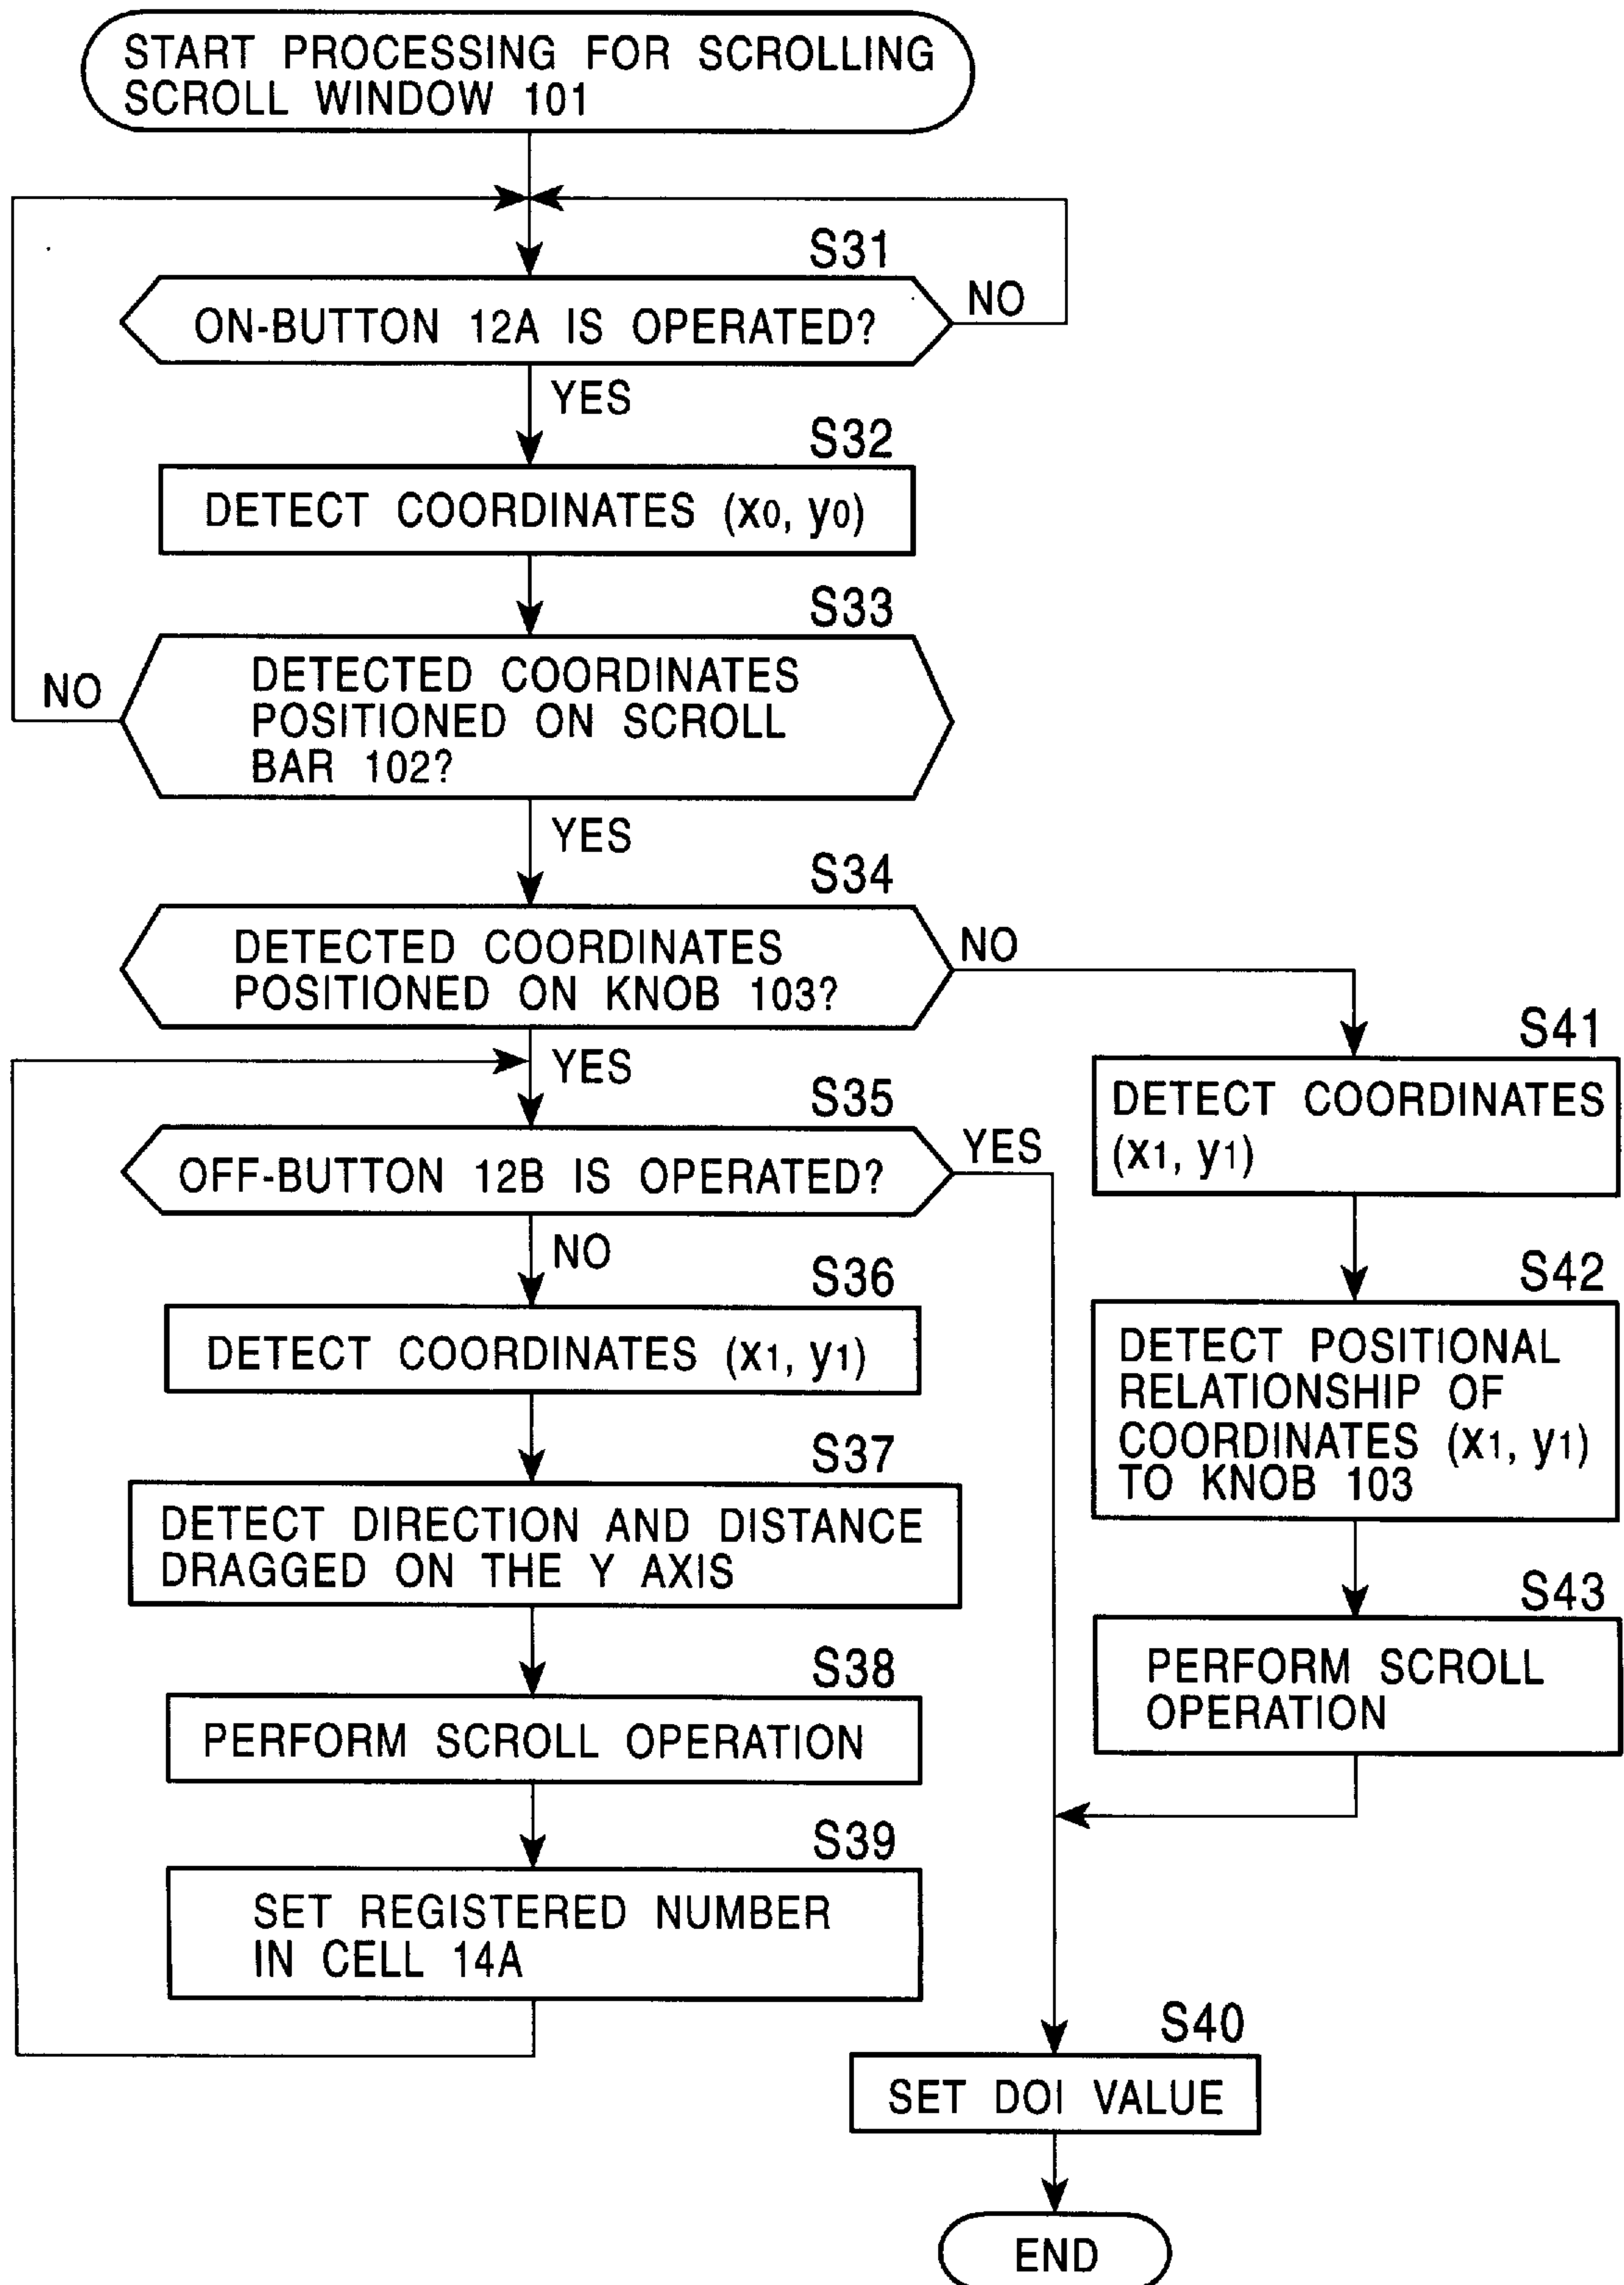 START PROCESSING FOR SCROLLING
SCROLL WINDOW 101
S31
ON-BUTTON 12A IS OPERATED?
NO
YES
S32
DETECT COORDINATES (x0, y0)
S33
DETECTED COORDINATES
POSITIONED ON SCROLL
BAR 102?
NO
YES
S34
DETECTED COORDINATES
POSITIONED ON KNOB 103?
NO
YES
S35
OFF-BUTTON 12B IS OPERATED?
YES
NO
S36
DETECT COORDINATES (x1, y1)
S37
DETECT DIRECTION AND DISTANCE
DRAGGED ON THE Y AXIS
S38
PERFORM SCROLL OPERATION
S39
SET REGISTERED NUMBER
IN CELL 14A
S41
DETECT COORDINATES
(x1, y1)
S42
DETECT POSITIONAL
RELATIONSHIP OF
COORDINATES (x1, y1)
TO KNOB 103
S43
PERFORM SCROLL
OPERATION
S40
SET DOI VALUE
END